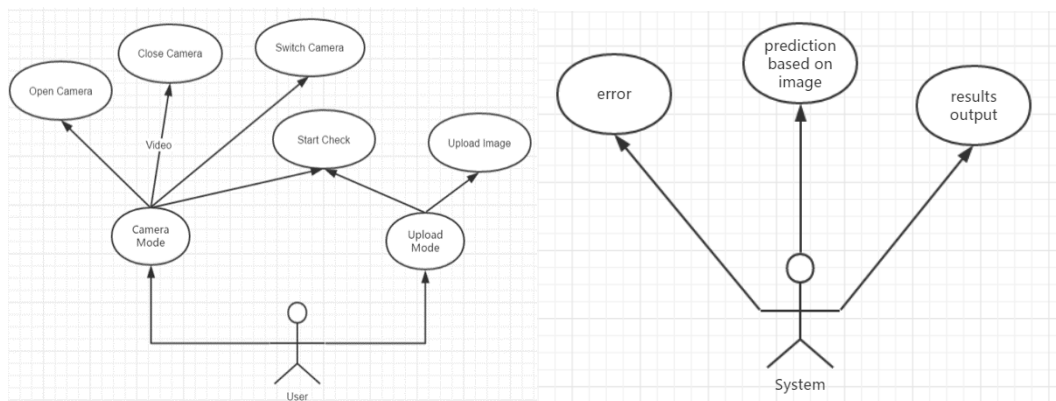 Switch Camera
Close Camera
Open Camera
Video
Start Check
Upload Image
Camera
Mode
Upload
Mode
User
prediction
based on
image
error
results
output
System